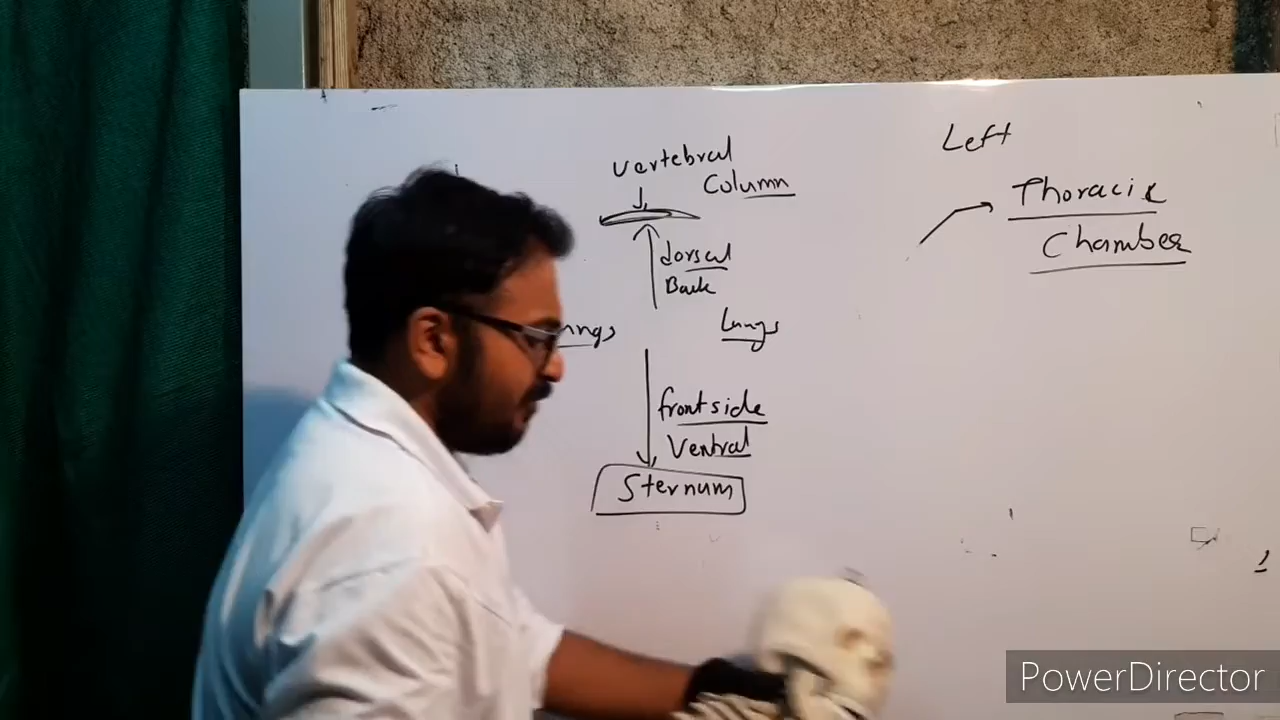 Left
vertebral
Column
Thoracic
Chamber
dorsal
Back
Lungs
frontside
Ventral
Sternum
PowerDirector